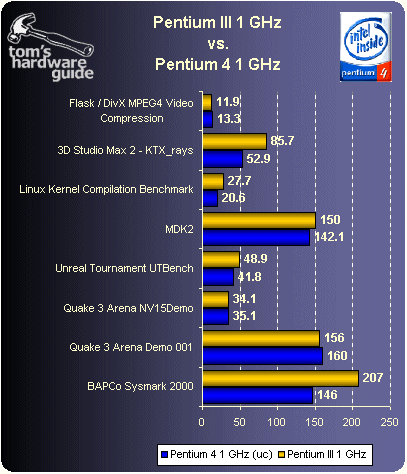 tom's
hardware
guide
Pentium III 1 GHz
vs.
Pentium 4 1 GHz
intel
inside
pentium 4
Flask / DivX MPEG4 Video
Compression
11.9
13.3
3D Studio Max 2 - KTX_rays
85.7
52.9
Linux Kernel Compilation Benchmark
27.7
20.6
MDK2
150
142.1
Unreal Tournament UTBench
48.9
41.8
Quake 3 Arena NV15Demo
34.1
35.1
Quake 3 Arena Demo 001
156
160
BAPCo Sysmark 2000
207
146
0 50 100 150 200 250
Pentium 4 1 GHz (uc) Pentium III 1 GHz